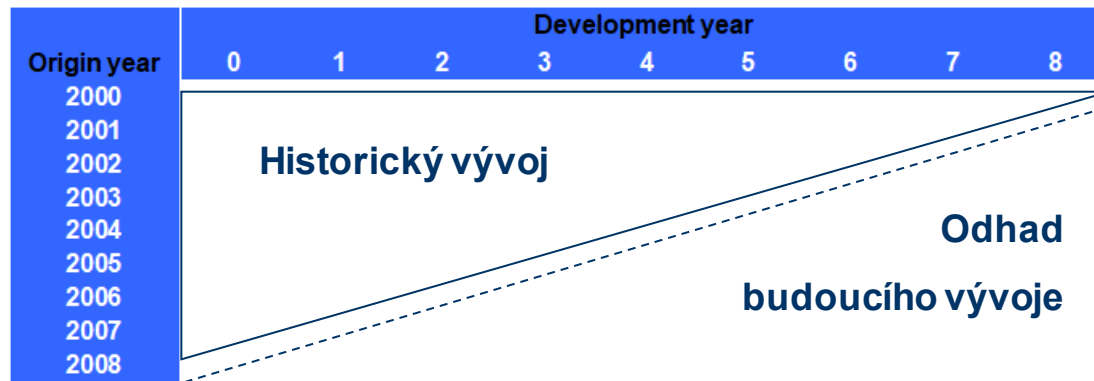 Development year
Origin year 0 1 2 3 4 5 6 7 8
2000
2001
2002
Historický vývoj
2003
2004
Odhad
2005
2006
budoucího vývoje
2007
2008